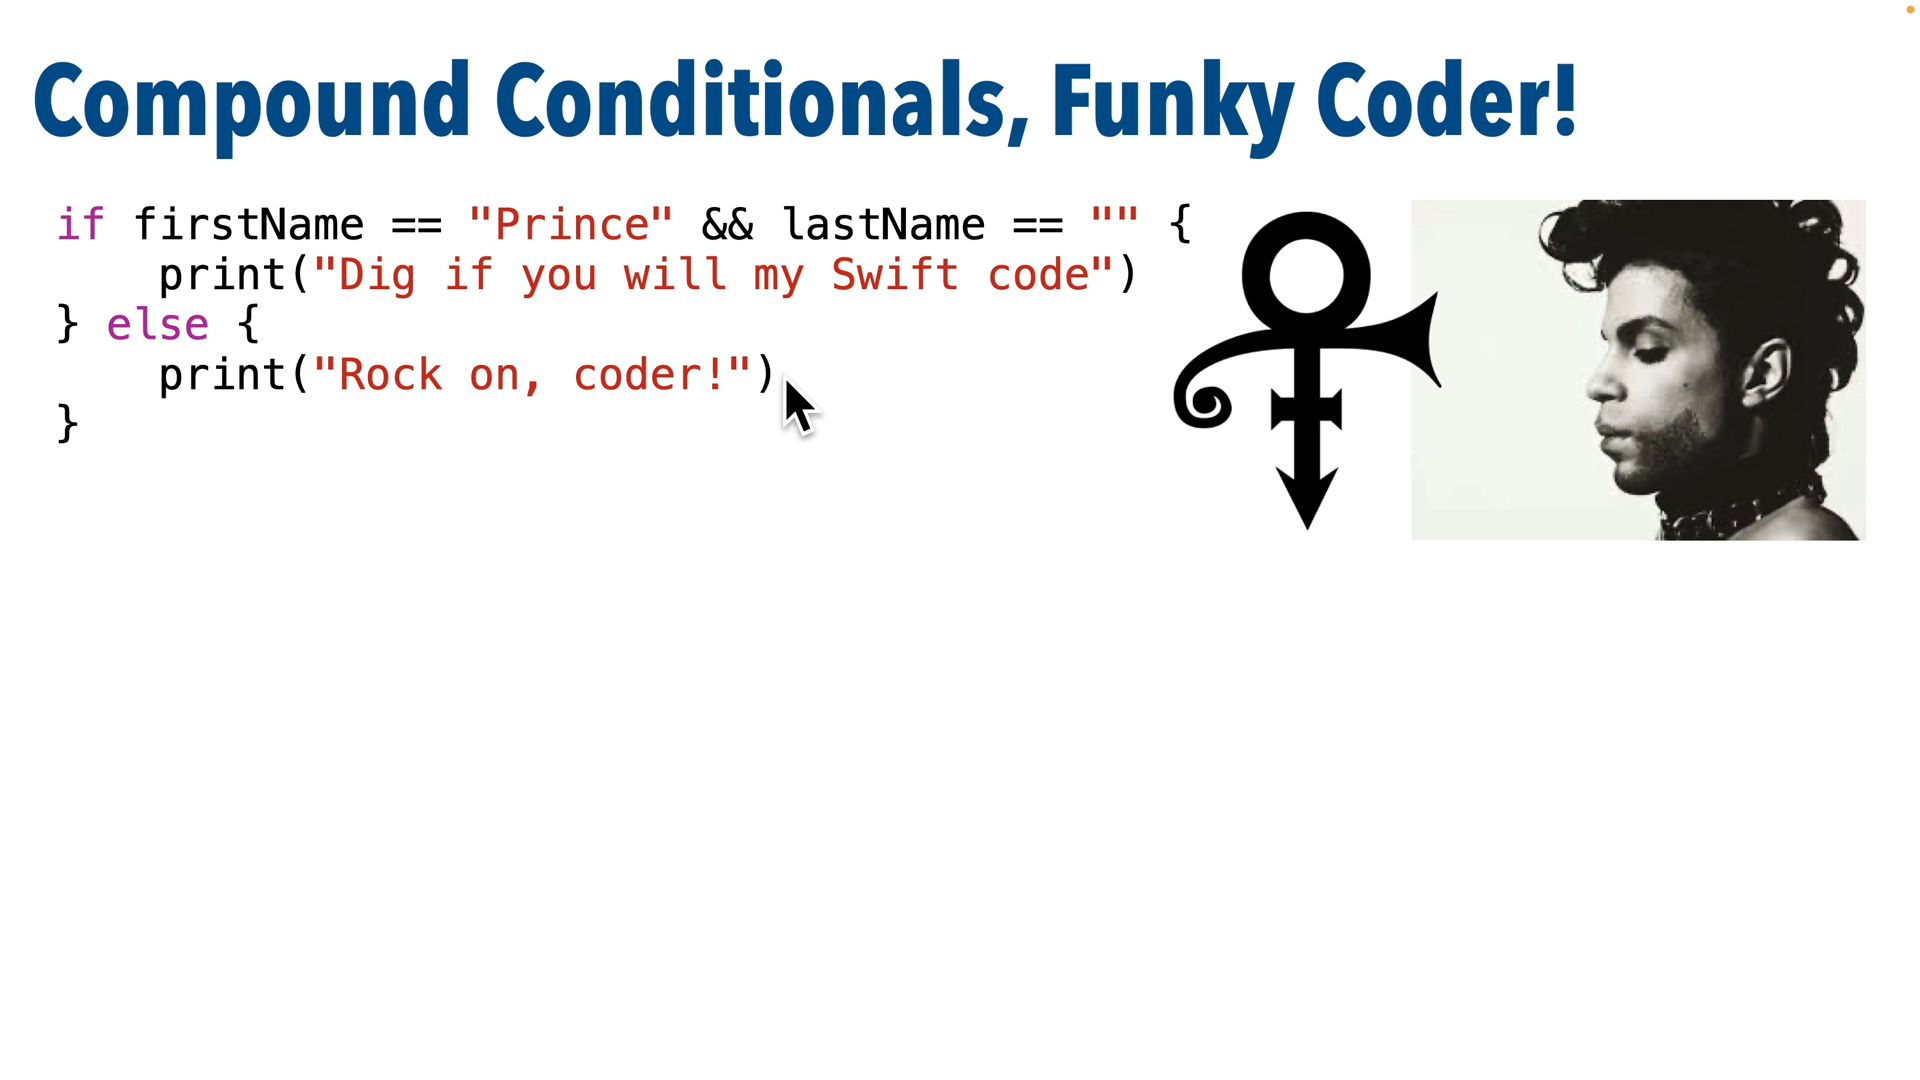 Compound Conditionals, Funky Coder!
if firstName == "Prince" && lastName == "" {
    print("Dig if you will my Swift code")
} else {
    print("Rock on, coder!")
}